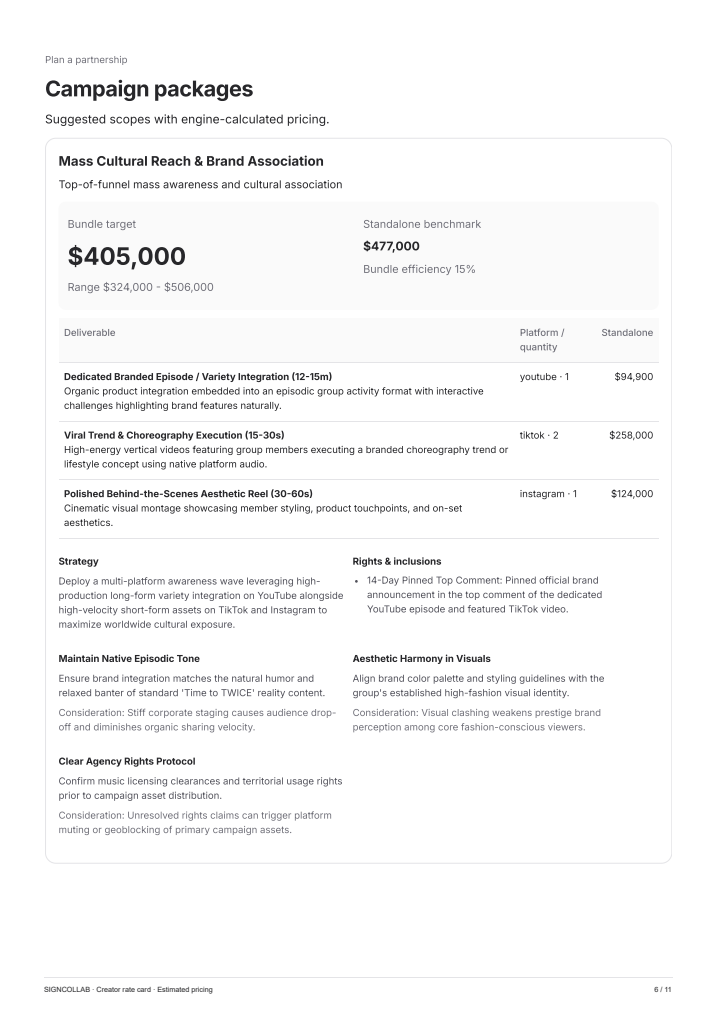 Plan a partnership
Campaign packages
Suggested scopes with engine-calculated pricing.
Mass Cultural Reach & Brand Association
Top-of-funnel mass awareness and cultural association
Bundle target
$405,000
Range $324,000 - $506,000
Standalone benchmark
$477,000
Bundle efficiency 15%
Deliverable
Platform /
quantity
Standalone
Dedicated Branded Episode / Variety Integration (12-15m)
Organic product integration embedded into an episodic group activity format with interactive
challenges highlighting brand features naturally.
youtube · 1
$94,900
Viral Trend & Choreography Execution (15-30s)
High-energy vertical videos featuring group members executing a branded choreography trend or
lifestyle concept using native platform audio.
tiktok · 2
$258,000
Polished Behind-the-Scenes Aesthetic Reel (30-60s)
Cinematic visual montage showcasing member styling, product touchpoints, and on-set
aesthetics.
instagram · 1
$124,000
Strategy
Deploy a multi-platform awareness wave leveraging high-
production long-form variety integration on YouTube alongside
high-velocity short-form assets on TikTok and Instagram to
maximize worldwide cultural exposure.
Rights & inclusions
• 14-Day Pinned Top Comment: Pinned official brand
announcement in the top comment of the dedicated
YouTube episode and featured TikTok video.
Maintain Native Episodic Tone
Ensure brand integration matches the natural humor and
relaxed banter of standard 'Time to TWICE' reality content.
Consideration: Stiff corporate staging causes audience drop-
off and diminishes organic sharing velocity.
Aesthetic Harmony in Visuals
Align brand color palette and styling guidelines with the
group's established high-fashion visual identity.
Consideration: Visual clashing weakens prestige brand
perception among core fashion-conscious viewers.
Clear Agency Rights Protocol
Confirm music licensing clearances and territorial usage rights
prior to campaign asset distribution.
Consideration: Unresolved rights claims can trigger platform
muting or geoblocking of primary campaign assets.
SIGNCOLLAB · Creator rate card · Estimated pricing
6 / 11